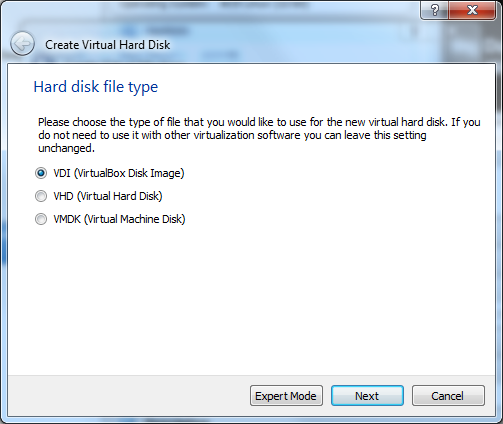 Create Virtual Hard Disk
Hard disk file type
Please choose the type of file that you would like to use for the new virtual hard disk. If you
do not need to use it with other virtualization software you can leave this setting
unchanged.
VDI (VirtualBox Disk Image)
VHD (Virtual Hard Disk)
VMDK (Virtual Machine Disk)
Expert Mode
Next
Cancel